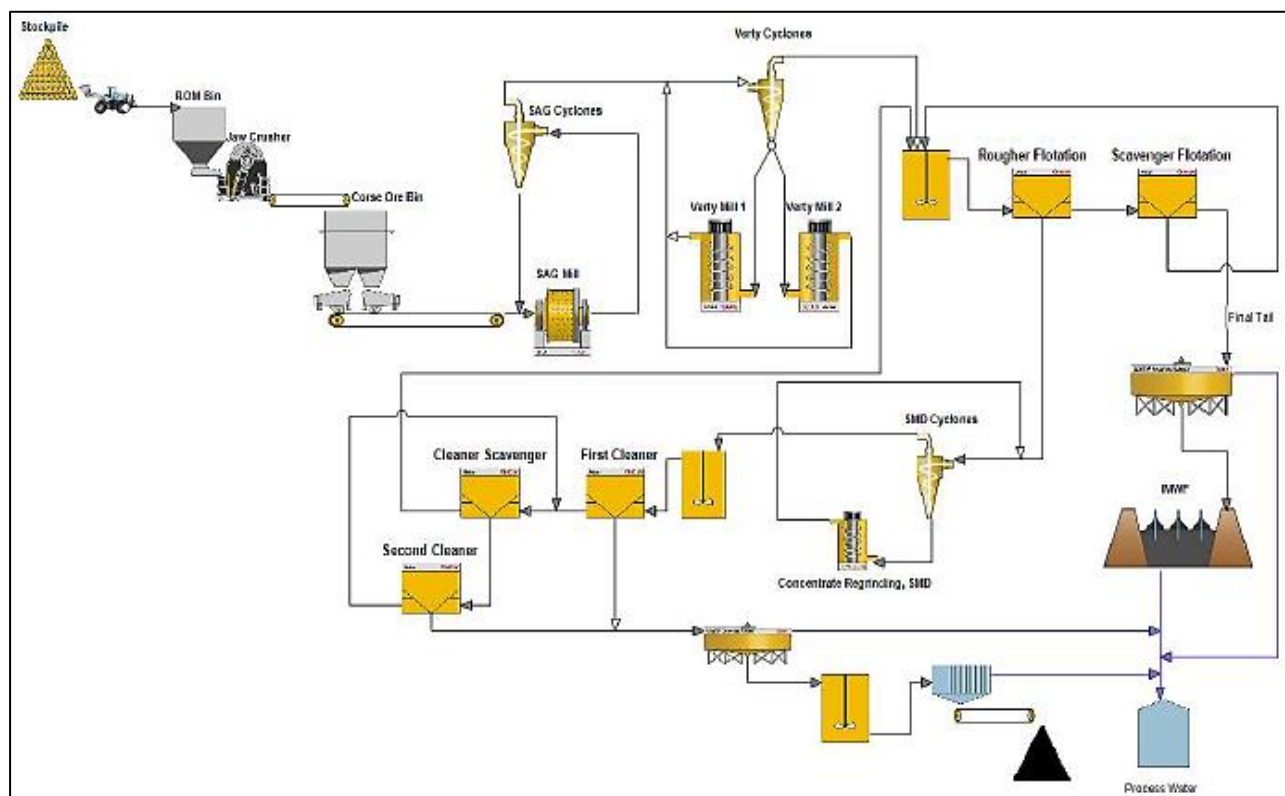 Stockpile
ROM Bin
Jaw Crusher
Corse Ore Bin
SAG Cyclones
SAG Mill
Verty Cyclones
Verty Mill 1
Verty Mill 2
Rougher Flotation
Scavenger Flotation
Final Tail
SMD Cyclones
Cleaner Scavenger
First Cleaner
Second Cleaner
Concentrate Regrinding, SMD
IMWF
Process Water